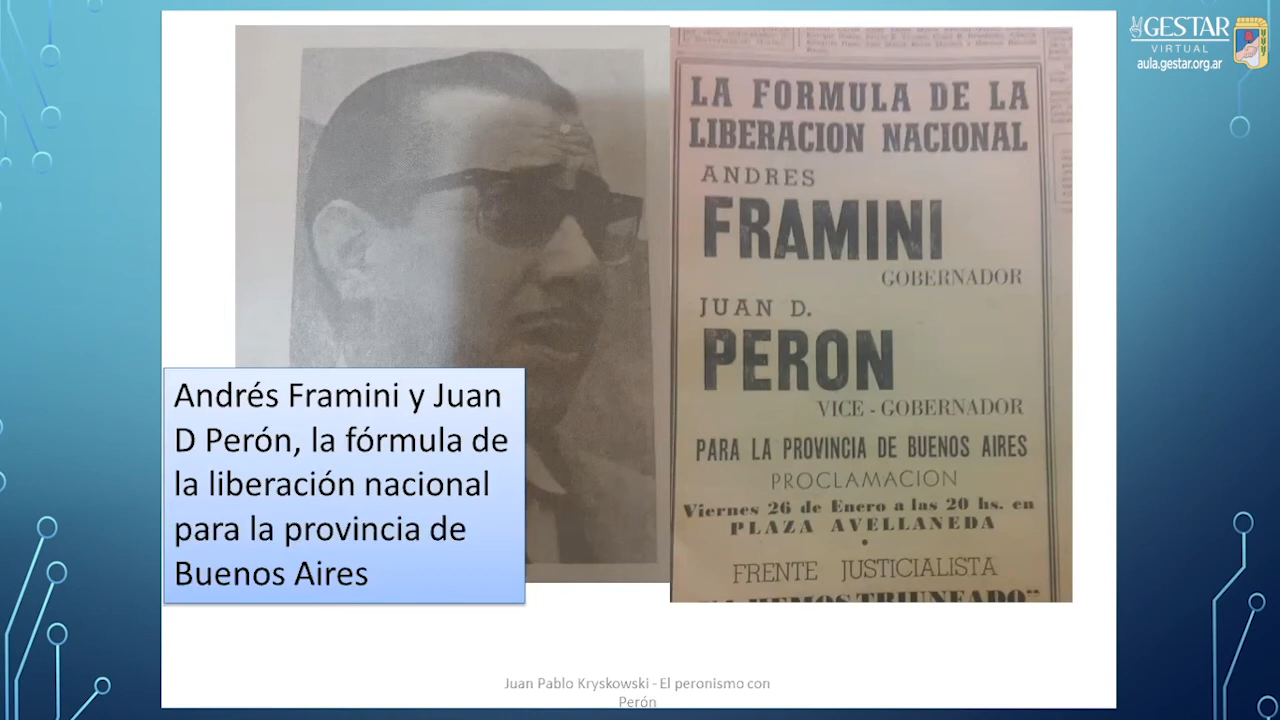 GESTAR
VIRTUAL
aula.gestar.org.ar
LA FORMULA DE LA
LIBERACION NACIONAL
ANDRES
FRAMINI
GOBERNADOR
JUAN D.
PERON
VICE - GOBERNADOR
PARA LA PROVINCIA DE BUENOS AIRES
PROCLAMACION
Viernes 26 de Enero a las 20 hs. en
PLAZA AVELLANEDA
FRENTE JUSTICIALISTA
HEMOS TRIUNFADO"
Andrés Framini y Juan
D Perón, la fórmula de
la liberación nacional
para la provincia de
Buenos Aires
Juan Pablo Kryskowski - El peronismo con
Perón